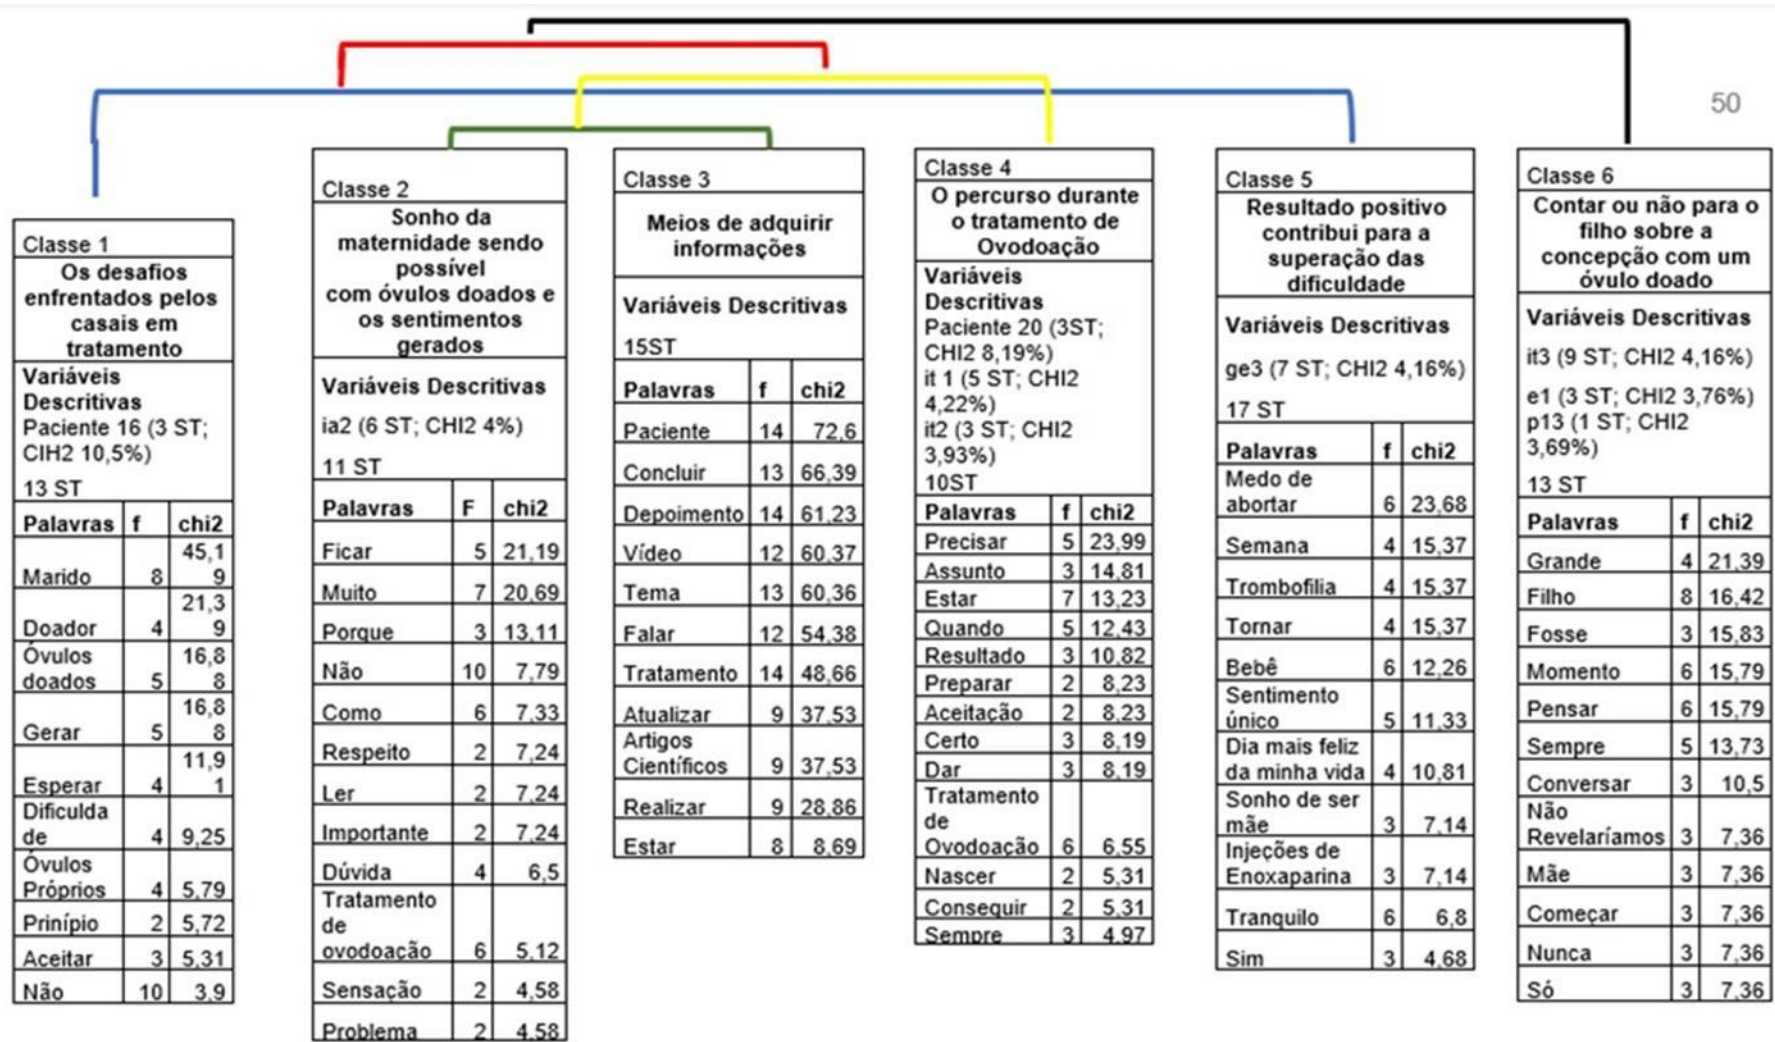 50
Classe 1
Os desafios
enfrentados pelos
casais em
tratamento
Variáveis
Descritivas
Paciente 16 (3 ST;
CIH2 10,5%)
13 ST
Palavras f chi2
Marido 8 45,1
9
Doador 4 21,3
9
Óvulos
doados 5 16,8
8
Gerar 5 16,8
8
Esperar 4 11,9
1
Dificulda
de 4 9,25
Óvulos
Próprios 4 5,79
Prinípio 2 5,72
Aceitar 3 5,31
Não 10 3,9
Classe 2
Sonho da
maternidade sendo
possível
com óvulos doados e
os sentimentos
gerados
Variáveis Descritivas
ia2 (6 ST; CHI2 4%)
11 ST
Palavras F chi2
Ficar 5 21,19
Muito 7 20,69
Porque 3 13,11
Não 10 7,79
Como 6 7,33
Respeito 2 7,24
Ler 2 7,24
Importante 2 7,24
Dúvida 4 6,5
Tratamento
de
ovodoação 6 5,12
Sensação 2 4,58
Problema 2 4,58
Classe 3
Meios de adquirir
informações
Variáveis Descritivas
15ST
Palavras f chi2
Paciente 14 72,6
Concluir 13 66,39
Depoimento 14 61,23
Vídeo 12 60,37
Tema 13 60,36
Falar 12 54,38
Tratamento 14 48,66
Atualizar 9 37,53
Artigos
Científicos 9 37,53
Realizar 9 28,86
Estar 8 8,69
Classe 4
O percurso durante
o tratamento de
Ovodoação
Variáveis
Descritivas
Paciente 20 (3ST;
CHI2 8,19%)
it 1 (5 ST; CHI2
4,22%)
it2 (3 ST; CHI2
3,93%)
10ST
Palavras f chi2
Precisar 5 23,99
Assunto 3 14,81
Estar 7 13,23
Quando 5 12,43
Resultado 3 10,82
Preparar 2 8,23
Aceitação 2 8,23
Certo 3 8,19
Dar 3 8,19
Tratamento
de
Ovodoação 6 6,55
Nascer 2 5,31
Conseguir 2 5,31
Sempre 3 4,97
Classe 5
Resultado positivo
contribui para a
superação das
dificuldade
Variáveis Descritivas
ge3 (7 ST; CHI2 4,16%)
17 ST
Palavras f chi2
Medo de
abortar 6 23,68
Semana 4 15,37
Trombofilia 4 15,37
Tornar 4 15,37
Bebê 6 12,26
Sentimento
único 5 11,33
Dia mais feliz
da minha vida 4 10,81
Sonho de ser
mãe 3 7,14
Injeções de
Enoxaparina 3 7,14
Tranquilo 6 6,8
Sim 3 4,68
Classe 6
Contar ou não para o
filho sobre a
concepção com um
óvulo doado
Variáveis Descritivas
it3 (9 ST; CHI2 4,16%)
e1 (3 ST; CHI2 3,76%)
p13 (1 ST; CHI2
3,69%)
13 ST
Palavras f chi2
Grande 4 21,39
Filho 8 16,42
Fosse 3 15,83
Momento 6 15,79
Pensar 6 15,79
Sempre 5 13,73
Conversar 3 10,5
Não
Revelaríamos 3 7,36
Mãe 3 7,36
Começar 3 7,36
Nunca 3 7,36
Só 3 7,36